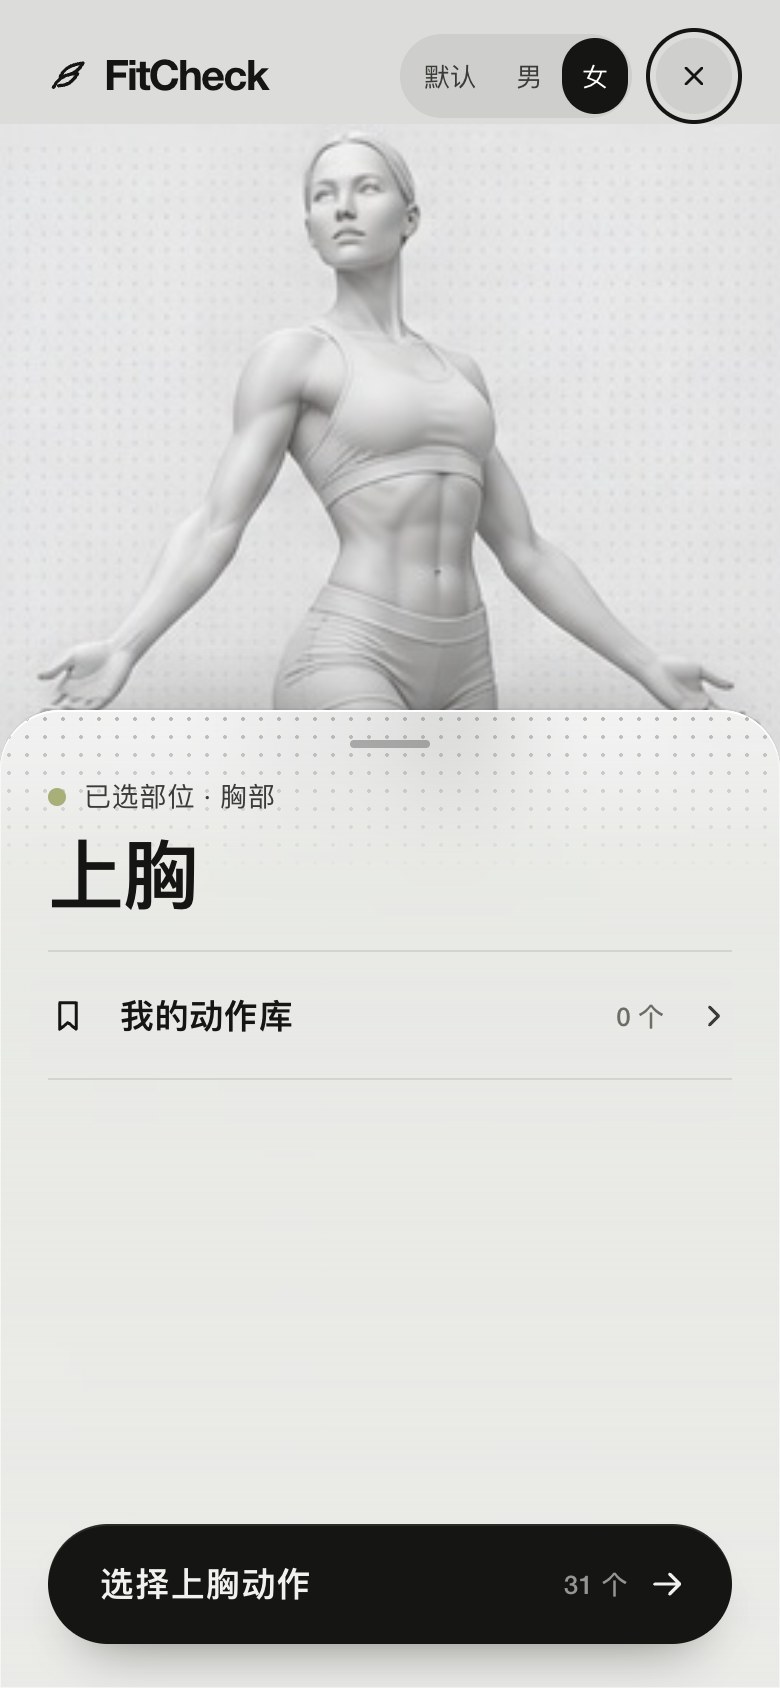 FitCheck
默认 男 女
已选部位 · 胸部
上胸
我的动作库 0 个
选择上胸动作 31 个